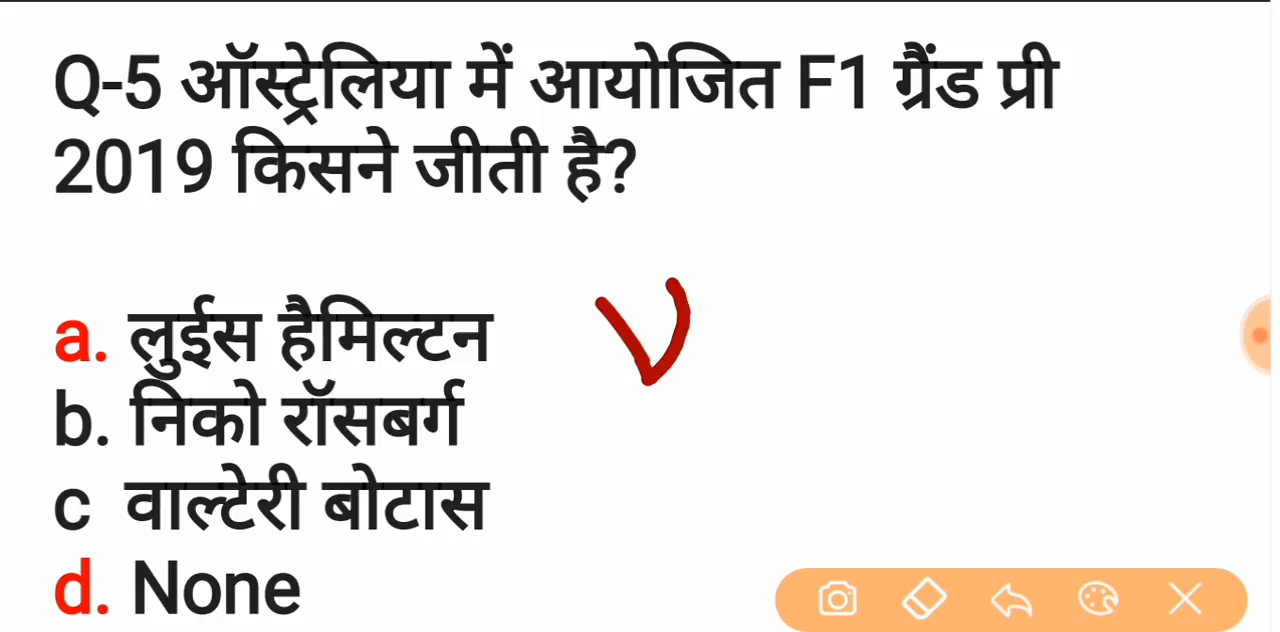 Q-5 ऑस्ट्रेलिया में आयोजित F1 ग्रैंड प्री
2019 किसने जीती है?
a. लुईस हैमिल्टन
b. निको रॉसबर्ग
c वाल्टेरी बोटास
d. None